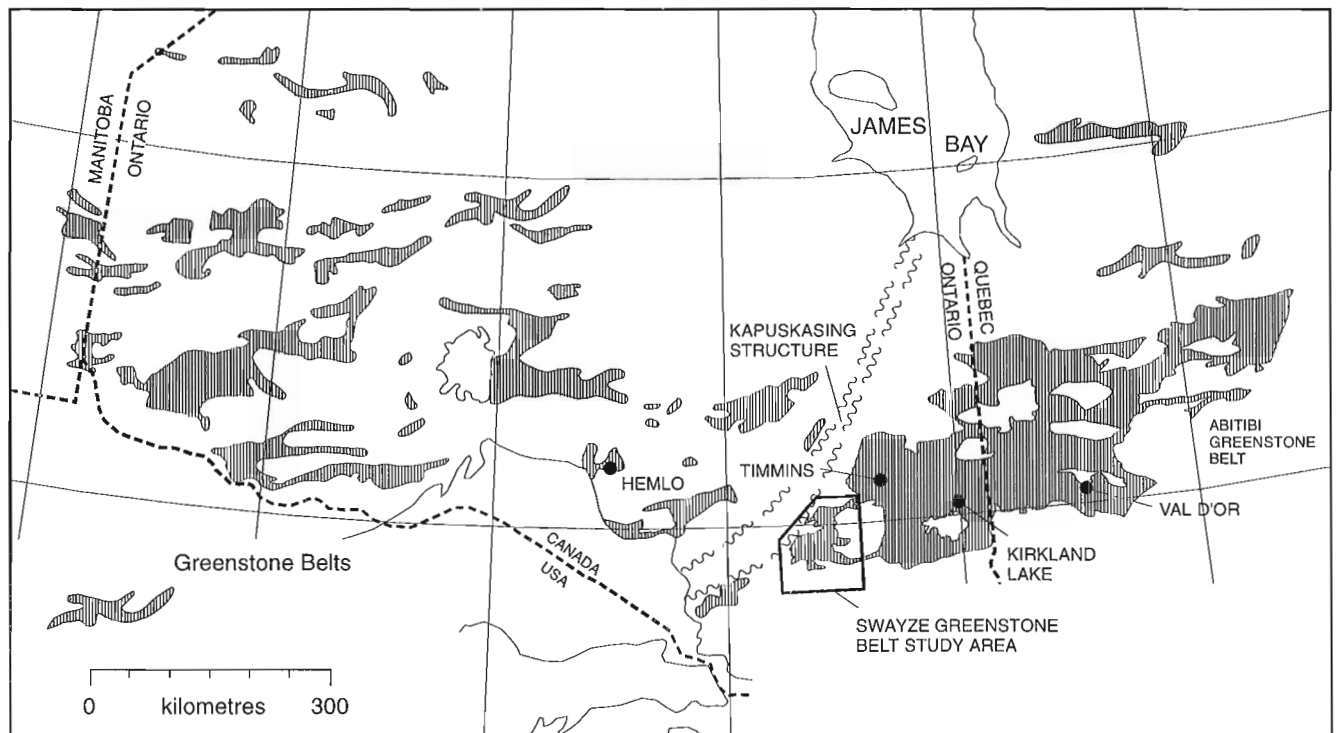 MANITOBA
ONTARIO
JAMES
BAY
ONTARIO
QUEBEC
KAPUSKASING
STRUCTURE
ABITIBI
GREENSTONE
BELT
TIMMINS
HEMLO
VAL D'OR
KIRKLAND
LAKE
CANADA
USA
Greenstone Belts
SWAYZE GREENSTONE
BELT STUDY AREA
0 kilometres 300